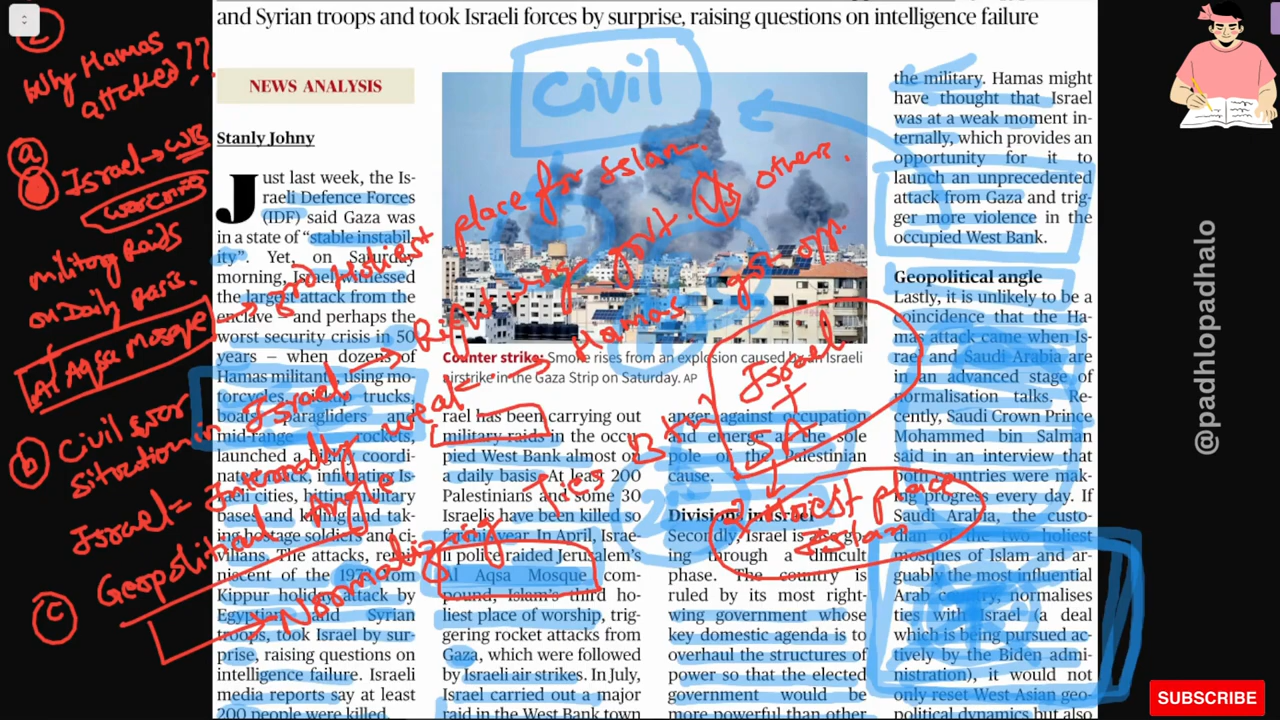 and Syrian troops and took Israeli forces by surprise, raising questions on intelligence failure
NEWS ANALYSIS
Stanly Johny
Just last week, the Is-
raeli Defence Forces
(IDF) said Gaza was
in a state of “stable instabil-
ity”. Yet, on Saturday
morning, Israel witnessed
the largest attack from the
enclave — and perhaps the
worst security crisis in 50
years — when dozens of
Hamas militants, using mo-
torcycles, trucks,
boats, paragliders and
mid-range rockets,
launched a highly coordi-
nated attack, infiltrating Is-
raeli cities, hitting military
bases and killing and tak-
ing hostage soldiers and ci-
vilians. The attacks, remi-
niscent of the 1973 Yom
Kippur holiday attack by
Egyptian and Syrian
troops, took Israel by sur-
prise, raising questions on
intelligence failure. Israeli
media reports say at least
200 people were killed.
Counter strike: Smoke rises from an explosion caused by an Israeli
airstrike in the Gaza Strip on Saturday. AP
rael has been carrying out
military raids in the occu-
pied West Bank almost on
a daily basis. At least 200
Palestinians and some 30
Israelis have been killed so
far this year. In April, Israe-
li police raided Jerusalem’s
Al Aqsa Mosque com-
pound, Islam’s third ho-
liest place of worship, trig-
gering rocket attacks from
Gaza, which were followed
by Israeli air strikes. In July,
Israel carried out a major
raid in the West Bank town
anger against occupation
and emerge as the sole
pole of the Palestinian
cause.
Divisions in Israel
Secondly, Israel is also go-
ing through a difficult
phase. The country is
ruled by its most right-
wing government whose
key domestic agenda is to
overhaul the structures of
power so that the elected
government would be
more powerful than other
the military. Hamas might
have thought that Israel
was at a weak moment in-
ternally, which provides an
opportunity for it to
launch an unprecedented
attack from Gaza and trig-
ger more violence in the
occupied West Bank.
Geopolitical angle
Lastly, it is unlikely to be a
coincidence that the Ha-
mas attack came when Is-
rael and Saudi Arabia are
in an advanced stage of
normalisation talks. Re-
cently, Saudi Crown Prince
Mohammed bin Salman
said in an interview that
both countries were mak-
ing progress every day. If
Saudi Arabia, the custo-
dian of the two holiest
mosques of Islam and ar-
guably the most influential
Arab country, normalises
ties with Israel (a deal
which is being pursued ac-
tively by the Biden admi-
nistration), it would not
only reset West Asian geo-
political dynamics but also
2
Why Hamas
attacked??
a
Israel → WB
military Raids
on Daily Basis.
Al Aqsa Mosque → 3rd Holiest place for Islam.
b
Civil war
Situation in Israel → Right wing Govt. Vs others.
Israel = Internally weak → Hamas got opp.
c
Geopolitical Angle
→ Normalizing Ties B/n
Israel
+
SA
2 Holiest place
Islam
Civil
@padhlopadhalo
SUBSCRIBE